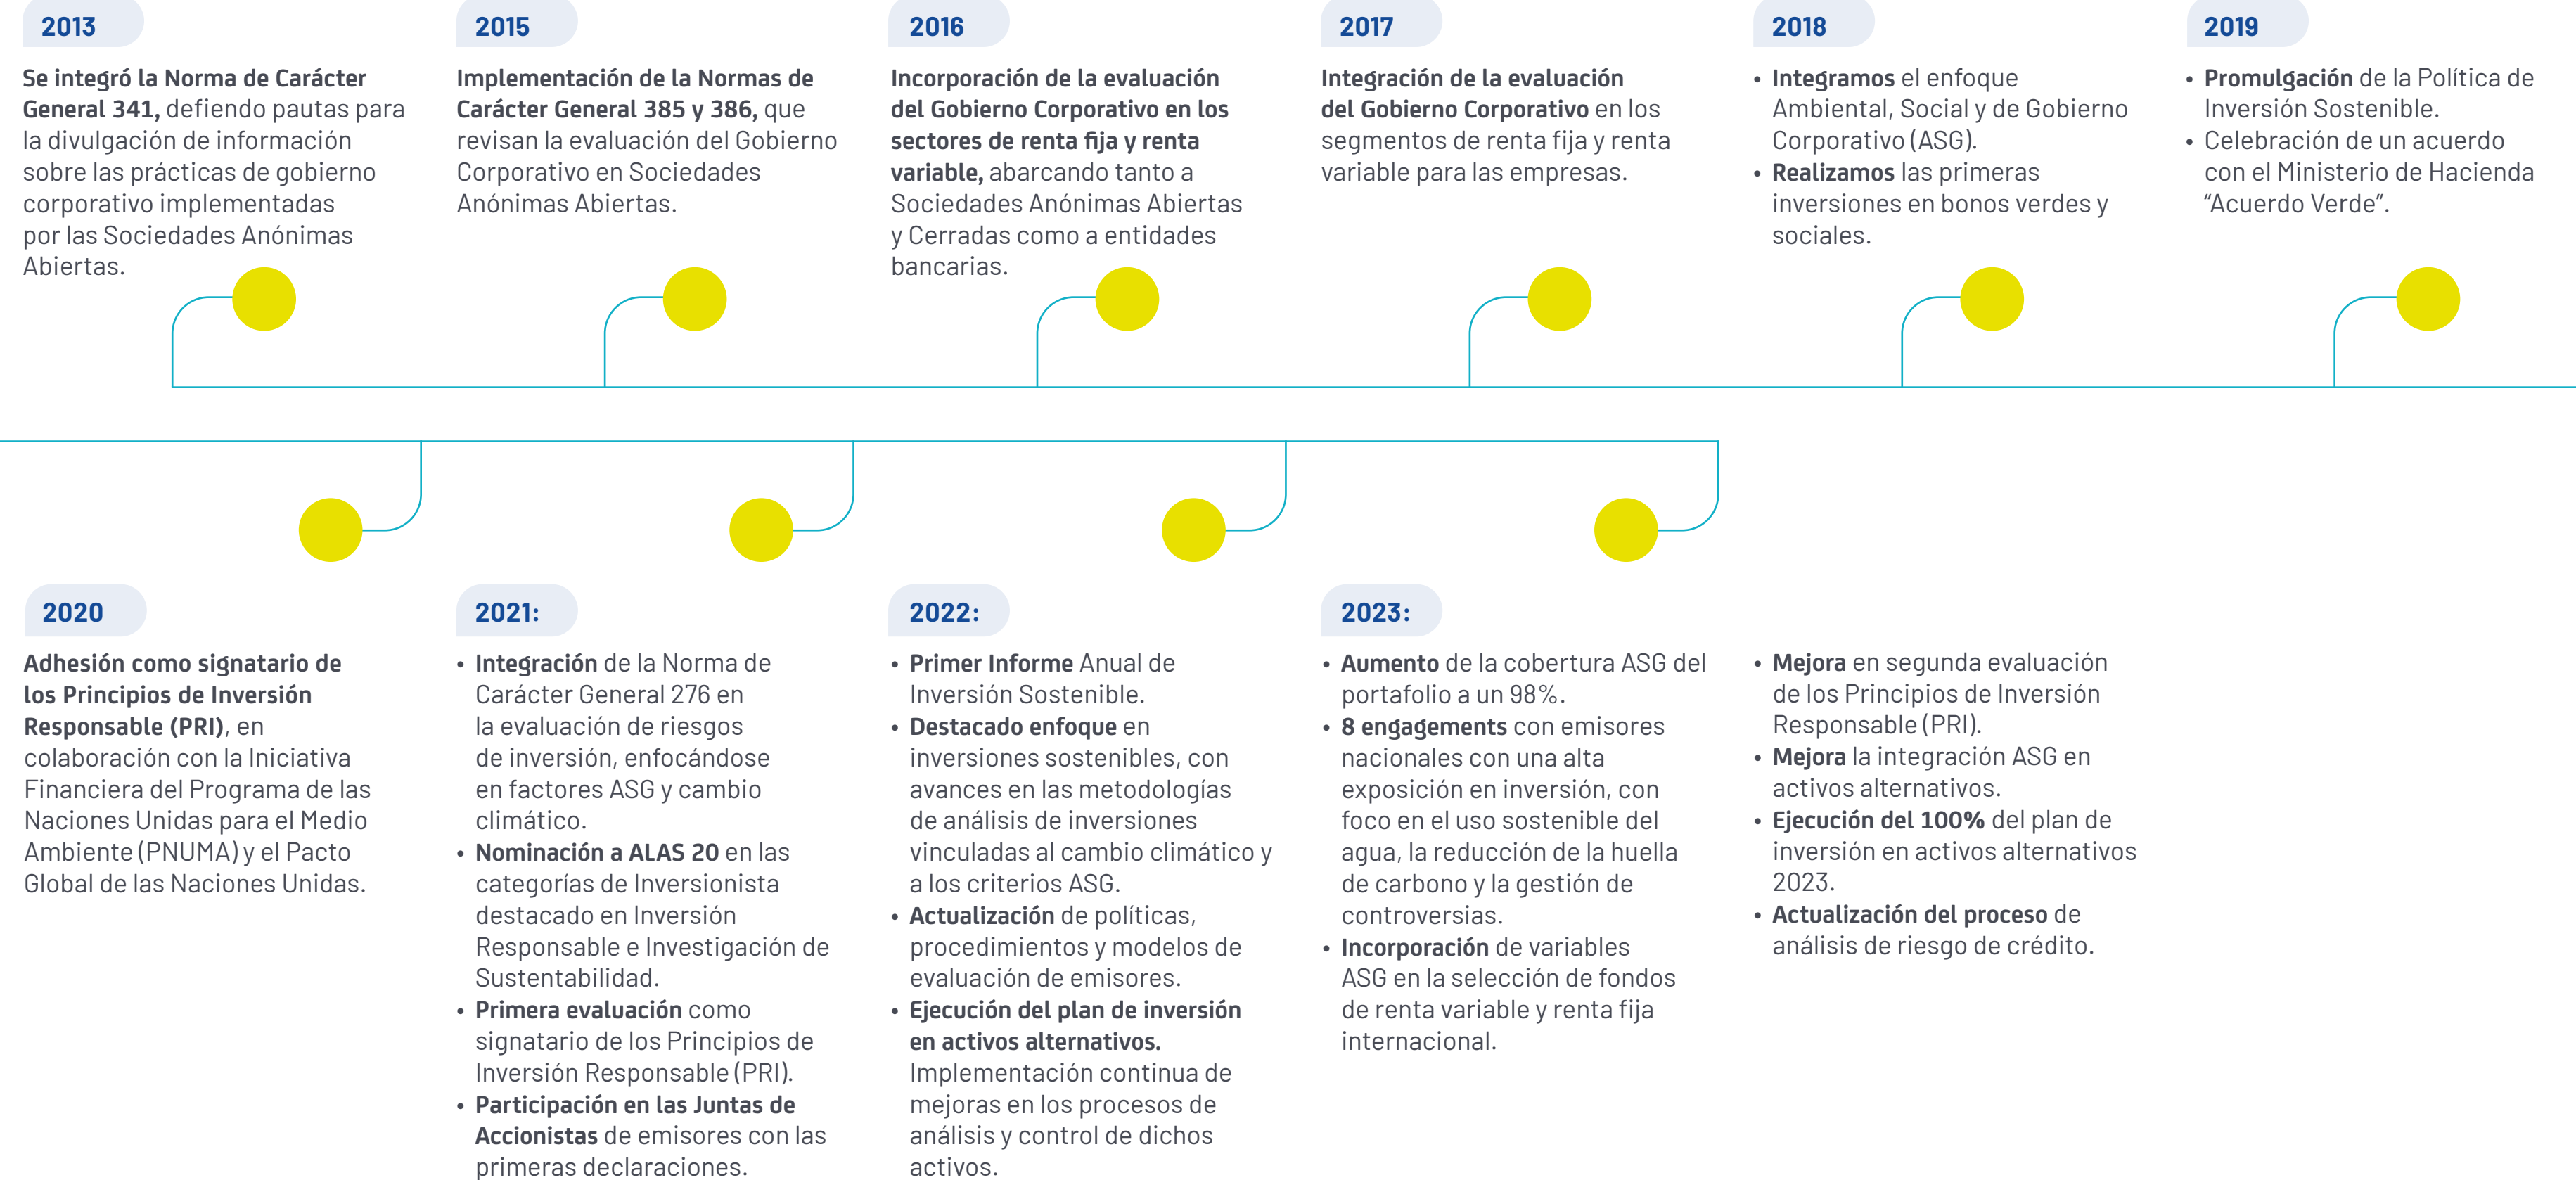 2013
Se integró la Norma de Carácter
General 341, defiendo pautas para
la divulgación de información
sobre las prácticas de gobierno
corporativo implementadas
por las Sociedades Anónimas
Abiertas.
2015
Implementación de la Normas de
Carácter General 385 y 386, que
revisan la evaluación del Gobierno
Corporativo en Sociedades
Anónimas Abiertas.
2016
Incorporación de la evaluación
del Gobierno Corporativo en los
sectores de renta fija y renta
variable, abarcando tanto a
Sociedades Anónimas Abiertas
y Cerradas como a entidades
bancarias.
2017
Integración de la evaluación
del Gobierno Corporativo en los
segmentos de renta fija y renta
variable para las empresas.
2018
• Integramos el enfoque
Ambiental, Social y de Gobierno
Corporativo (ASG).
• Realizamos las primeras
inversiones en bonos verdes y
sociales.
2019
• Promulgación de la Política de
Inversión Sostenible.
• Celebración de un acuerdo
con el Ministerio de Hacienda
“Acuerdo Verde”.
2020
Adhesión como signatario de
los Principios de Inversión
Responsable (PRI), en
colaboración con la Iniciativa
Financiera del Programa de las
Naciones Unidas para el Medio
Ambiente (PNUMA) y el Pacto
Global de las Naciones Unidas.
2021:
• Integración de la Norma de
Carácter General 276 en
la evaluación de riesgos
de inversión, enfocándose
en factores ASG y cambio
climático.
• Nominación a ALAS 20 en las
categorías de Inversionista
destacado en Inversión
Responsable e Investigación de
Sustentabilidad.
• Primera evaluación como
signatario de los Principios de
Inversión Responsable (PRI).
• Participación en las Juntas de
Accionistas de emisores con las
primeras declaraciones.
2022:
• Primer Informe Anual de
Inversión Sostenible.
• Destacado enfoque en
inversiones sostenibles, con
avances en las metodologías
de análisis de inversiones
vinculadas al cambio climático y
a los criterios ASG.
• Actualización de políticas,
procedimientos y modelos de
evaluación de emisores.
• Ejecución del plan de inversión
en activos alternativos.
Implementación continua de
mejoras en los procesos de
análisis y control de dichos
activos.
2023:
• Aumento de la cobertura ASG del
portafolio a un 98%.
• 8 engagements con emisores
nacionales con una alta
exposición en inversión, con
foco en el uso sostenible del
agua, la reducción de la huella
de carbono y la gestión de
controversias.
• Incorporación de variables
ASG en la selección de fondos
de renta variable y renta fija
internacional.
• Mejora en segunda evaluación
de los Principios de Inversión
Responsable (PRI).
• Mejora la integración ASG en
activos alternativos.
• Ejecución del 100% del plan de
inversión en activos alternativos
2023.
• Actualización del proceso de
análisis de riesgo de crédito.